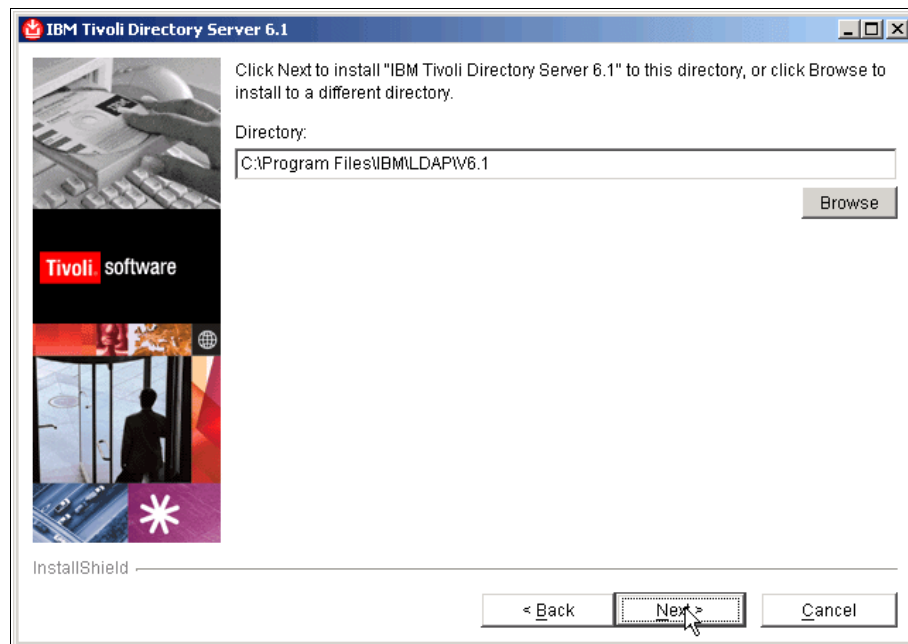 IBM Tivoli Directory Server 6.1
Click Next to install "IBM Tivoli Directory Server 6.1" to this directory, or click Browse to
install to a different directory.
Directory:
C:\Program Files\IBM\LDAP\V6.1
Browse
Tivoli. software
InstallShield
< Back
Next >
Cancel